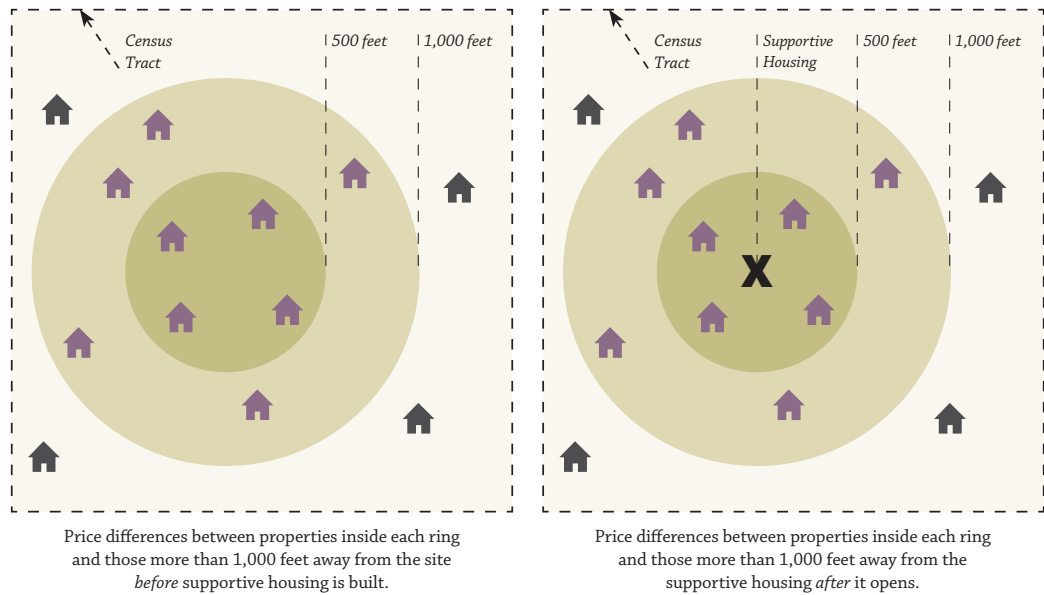 Census
Tract
500 feet
1,000 feet
Price differences between properties inside each ring
and those more than 1,000 feet away from the site
before supportive housing is built.
Census
Tract
Supportive
Housing
500 feet
1,000 feet
X
Price differences between properties inside each ring
and those more than 1,000 feet away from the
supportive housing after it opens.